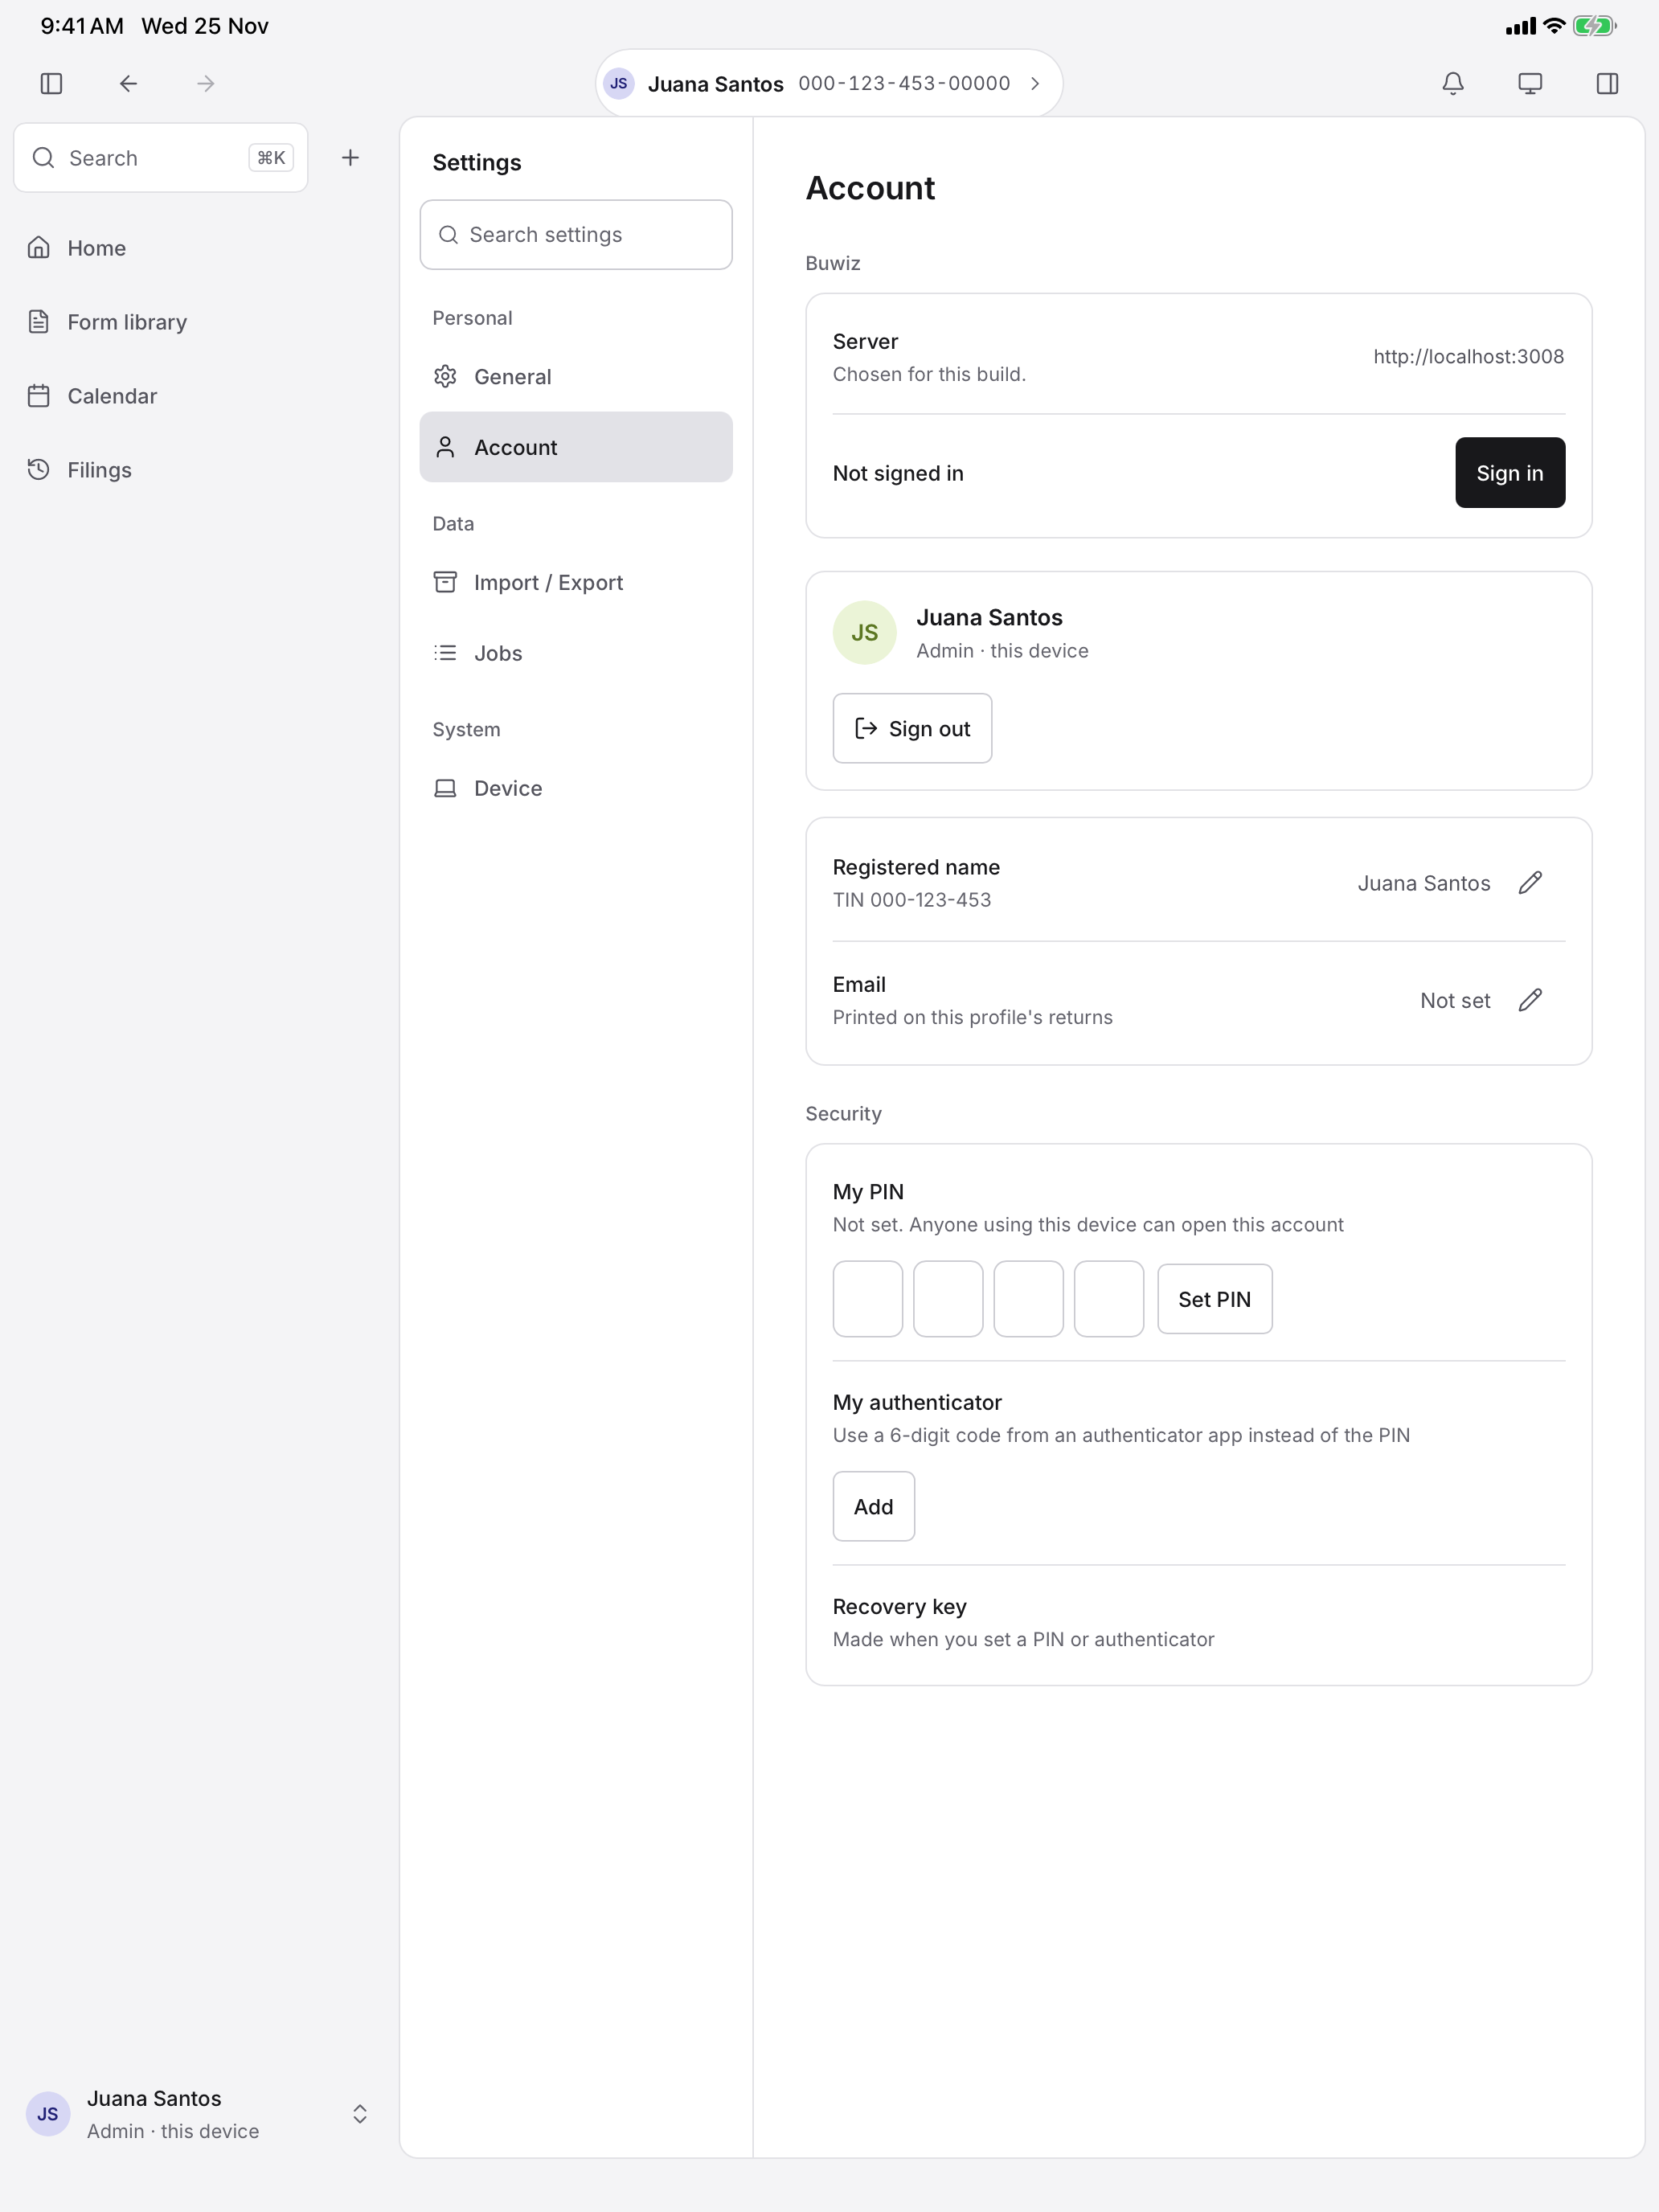 9:41 AM Wed 25 Nov
JS Juana Santos 000-123-453-00000
Search ⌘K
Home
Form library
Calendar
Filings
Juana Santos
JS
Admin · this device
Settings
Search settings
Personal
General
Account
Data
Import / Export
Jobs
System
Device
Account
Buwiz
Server
Chosen for this build.
http://localhost:3008
Not signed in
Sign in
JS
Juana Santos
Admin · this device
Sign out
Registered name
TIN 000-123-453
Juana Santos
Email
Printed on this profile's returns
Not set
Security
My PIN
Not set. Anyone using this device can open this account
Set PIN
My authenticator
Use a 6-digit code from an authenticator app instead of the PIN
Add
Recovery key
Made when you set a PIN or authenticator